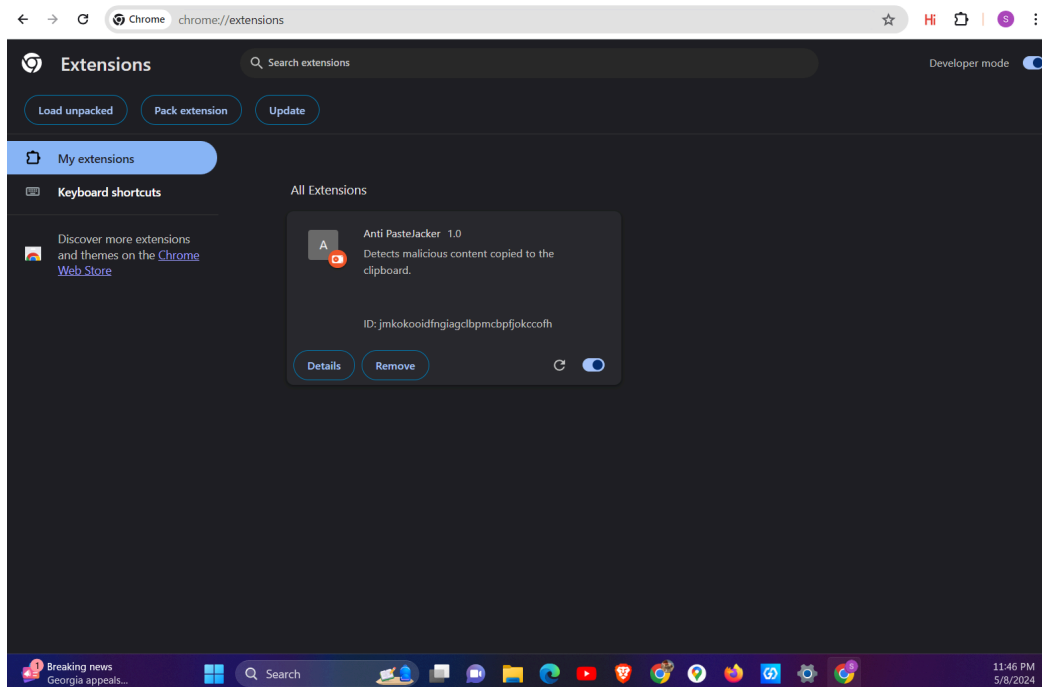 Chrome chrome://extensions
Hi
S
Extensions
Search extensions
Developer mode
Load unpacked Pack extension Update
My extensions
Keyboard shortcuts
Discover more extensions
and themes on the Chrome
Web Store
All Extensions
A
Anti PasteJacker 1.0
Detects malicious content copied to the
clipboard.
ID: jmkokooidfngiagclbpmcbpfjokccofh
Details Remove
1
Breaking news
Georgia appeals...
Search
S
11:46 PM
5/8/2024